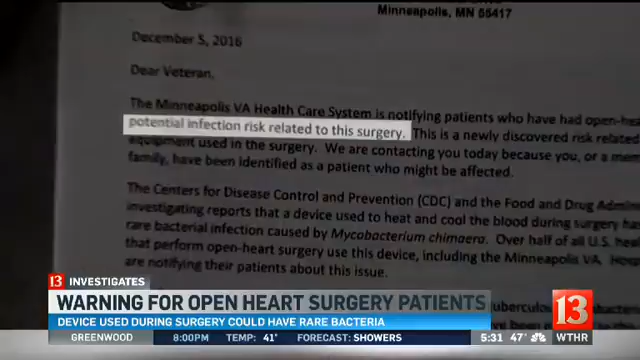 Minneapolis, MN 55417
December 5, 2016
Dear Veteran,
The Minneapolis VA Health Care System is notifying patients who have had open-hea
potential infection risk related to this surgery. This is a newly discovered risk related
equipment used in the surgery. We are contacting you today because you, or a mem
family, have been identified as a patient who might be affected.
The Centers for Disease Control and Prevention (CDC) and the Food and Drug Admin
investigating reports that a device used to heat and cool the blood during surgery has
rare bacterial infection caused by Mycobacterium chimaera. Over half of all U.S. hea
that perform open-heart surgery use this device, including the Minneapolis VA. Hos
are notifying their patients about this issue.
13 INVESTIGATES
WARNING FOR OPEN HEART SURGERY PATIENTS
DEVICE USED DURING SURGERY COULD HAVE RARE BACTERIA
13
GREENWOOD 8:00PM TEMP: 41° FORECAST: SHOWERS 5:31 47° WTHR